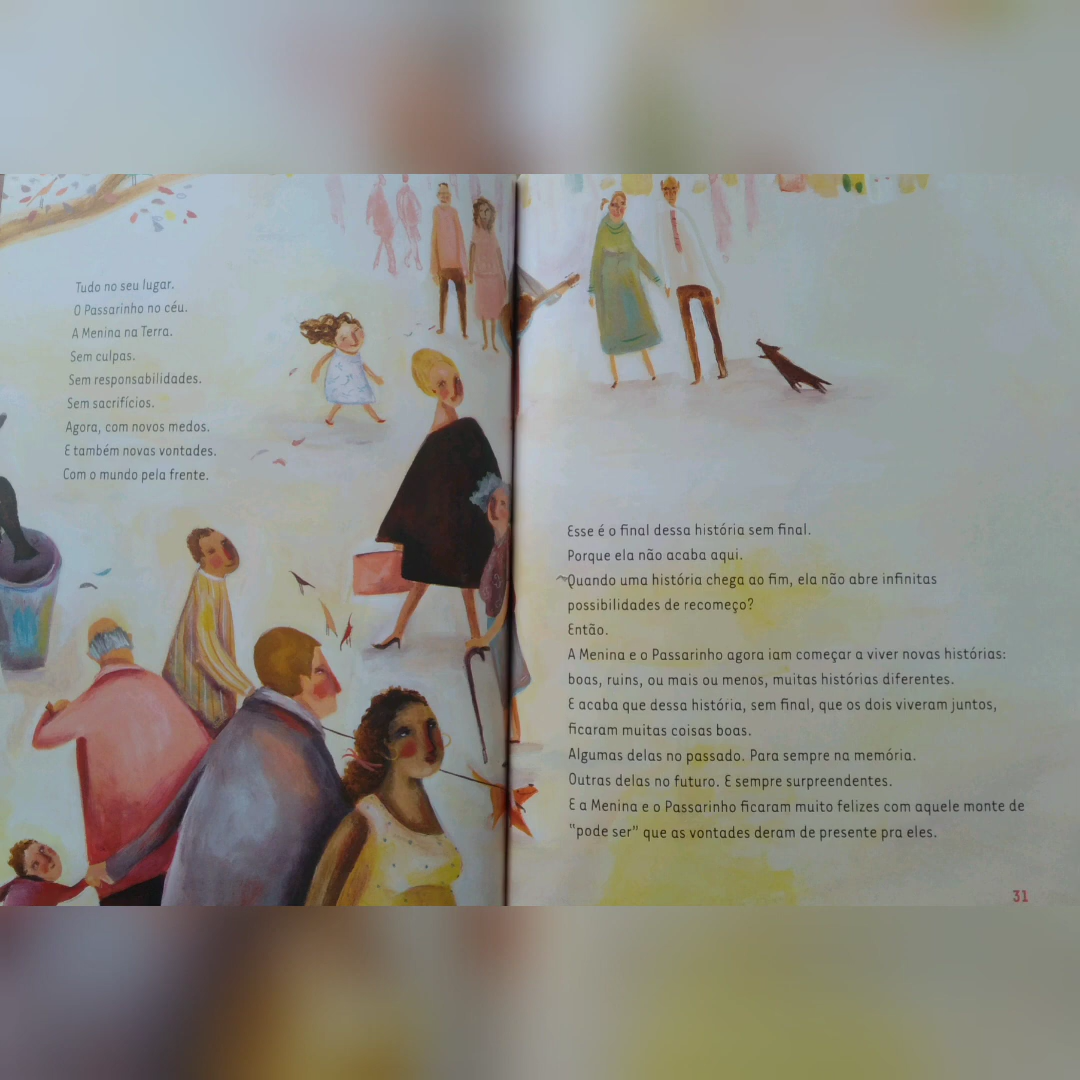 Tudo no seu lugar.
O Passarinho no céu.
A Menina na Terra.
Sem culpas.
Sem responsabilidades.
Sem sacrifícios.
Agora, com novos medos.
E também novas vontades.
Com o mundo pela frente.
Esse é o final dessa história sem final.
Porque ela não acaba aqui.
Quando uma história chega ao fim, ela não abre infinitas
possibilidades de recomeço?
Então.
A Menina e o Passarinho agora iam começar a viver novas histórias:
boas, ruins, ou mais ou menos, muitas histórias diferentes.
E acaba que dessa história, sem final, que os dois viveram juntos,
ficaram muitas coisas boas.
Algumas delas no passado. Para sempre na memória.
Outras delas no futuro. E sempre surpreendentes.
E a Menina e o Passarinho ficaram muito felizes com aquele monte de
"pode ser" que as vontades deram de presente pra eles.
31